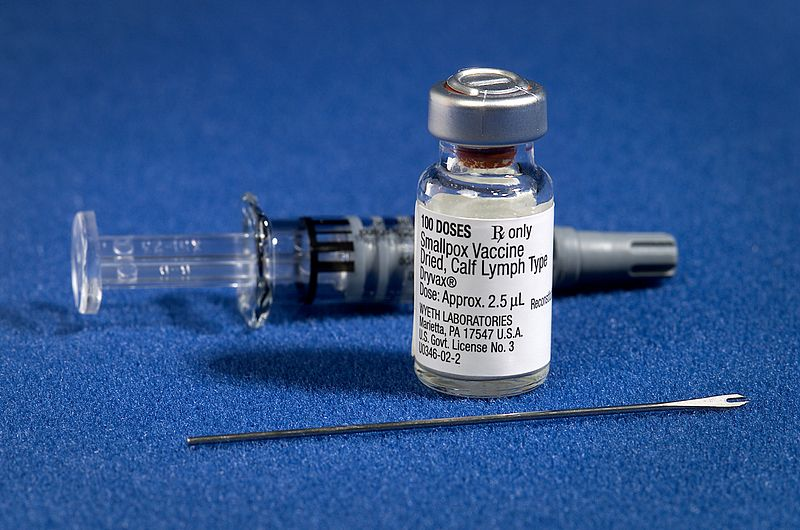 100 DOSES ℞ only
Smallpox Vaccine
Dried, Calf Lymph Type
Dryvax®
Dose: Approx. 2.5 µL
WYETH LABORATORIES
Marietta, PA 17547 U.S.A.
U.S. Govt. License No. 3
U0346-02-2